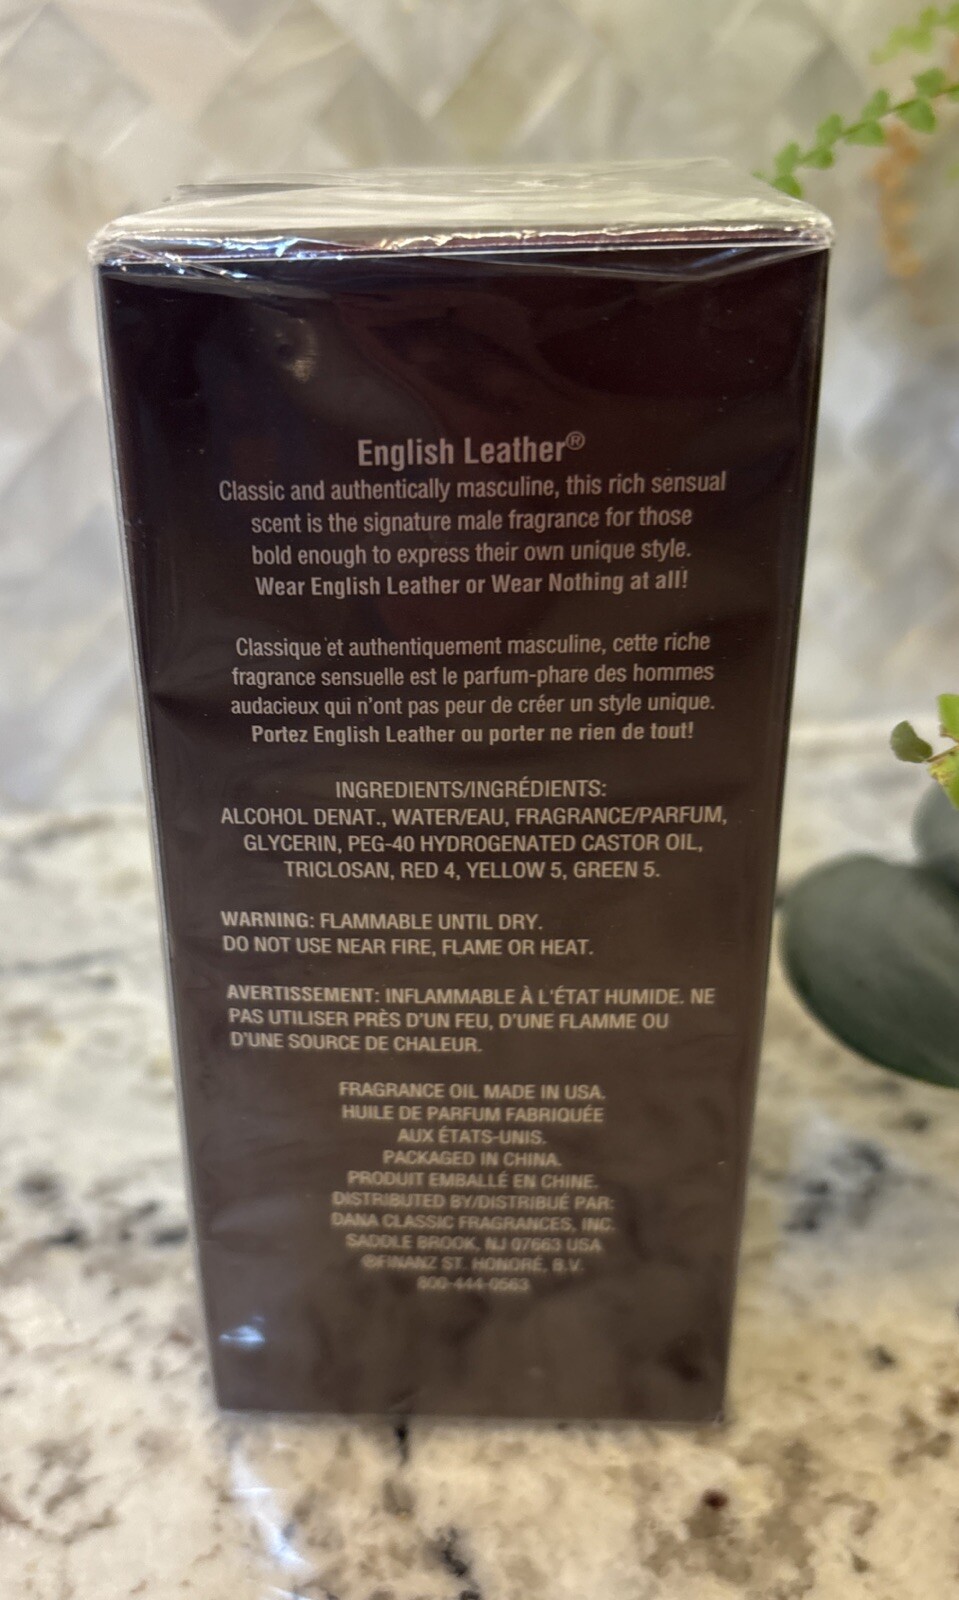 English Leather®
Classic and authentically masculine, this rich sensual
scent is the signature male fragrance for those
bold enough to express their own unique style.
Wear English Leather or Wear Nothing at all!
Classique et authentiquement masculine, cette riche
fragrance sensuelle est le parfum-phare des hommes
audacieux qui n'ont pas peur de créer un style unique.
Portez English Leather ou porter ne rien de tout!
INGREDIENTS/INGRÉDIENTS:
ALCOHOL DENAT., WATER/EAU, FRAGRANCE/PARFUM,
GLYCERIN, PEG-40 HYDROGENATED CASTOR OIL,
TRICLOSAN, RED 4, YELLOW 5, GREEN 5.
WARNING: FLAMMABLE UNTIL DRY.
DO NOT USE NEAR FIRE, FLAME OR HEAT.
AVERTISSEMENT: INFLAMMABLE À L'ÉTAT HUMIDE. NE
PAS UTILISER PRÈS D'UN FEU, D'UNE FLAMME OU
D'UNE SOURCE DE CHALEUR.
FRAGRANCE OIL MADE IN USA.
HUILE DE PARFUM FABRIQUÉE
AUX ÉTATS-UNIS.
PACKAGED IN CHINA.
PRODUIT EMBALLÉ EN CHINE.
DISTRIBUTED BY/DISTRIBUÉ PAR:
DANA CLASSIC FRAGRANCES, INC.
SADDLE BROOK, NJ 07663 USA
©FINANZ ST. HONORÉ, B.V.
800-444-0563